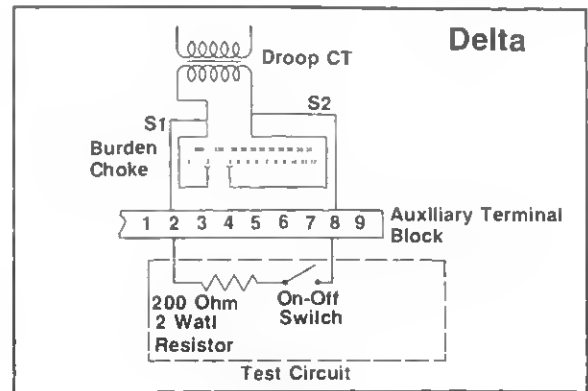 Delta
Droop CT
S1
S2
Burden
Choke
1 2 3 4 5 6 7 8 9
Auxiliary Terminal
Block
200 Ohm
2 Watt
Resistor
On-Off
Switch
Test Circuit